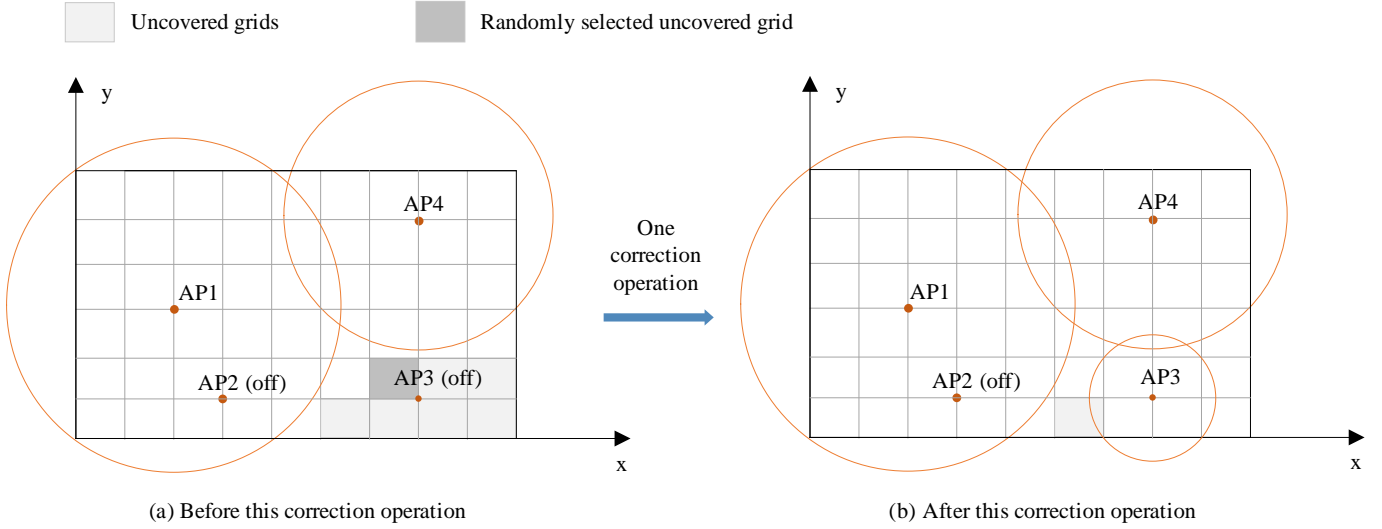 Uncovered grids
Randomly selected uncovered grid
y
AP4
AP1
AP2 (off)
AP3 (off)
x
(a) Before this correction operation
One
correction
operation
y
AP4
AP1
AP2 (off)
AP3
x
(b) After this correction operation